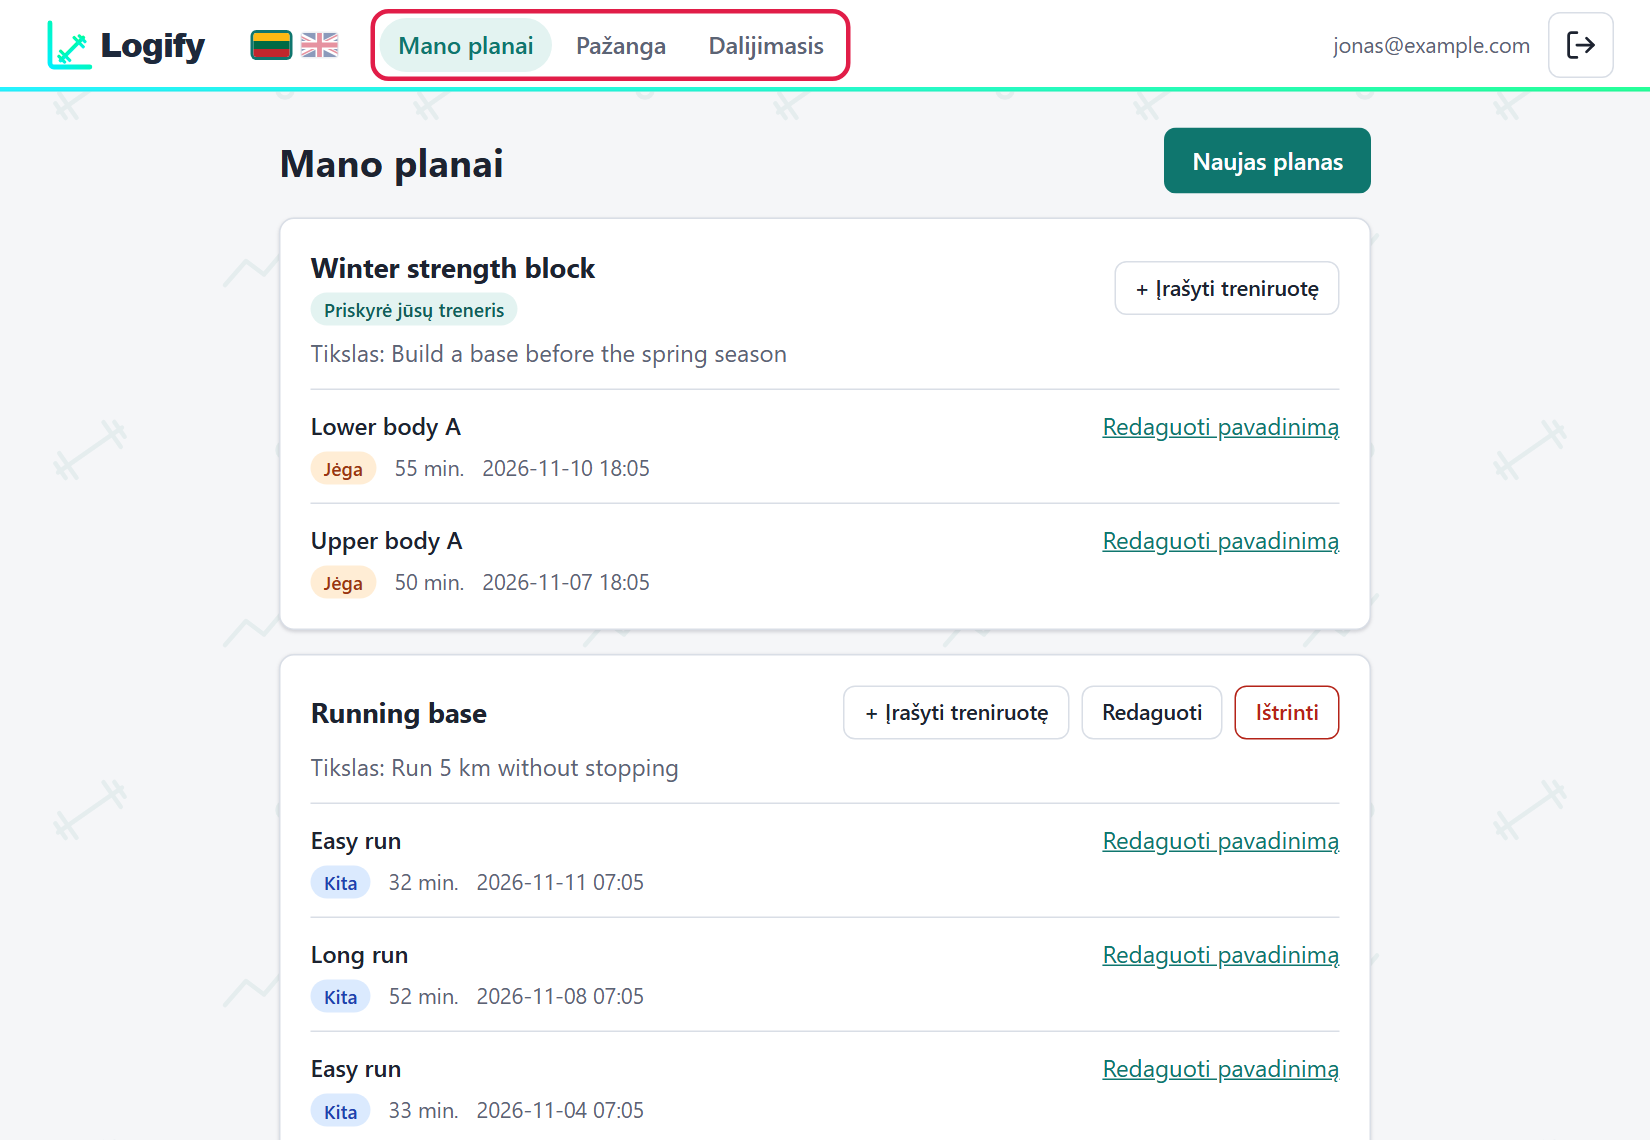 Logify
Mano planai
Pažanga
Dalijimasis
jonas@example.com
Mano planai
Naujas planas
Winter strength block
+ Įrašyti treniruotę
Priskyrė jūsų treneris
Tikslas: Build a base before the spring season
Lower body A
Redaguoti pavadinimą
Jėga 55 min. 2026-11-10 18:05
Upper body A
Redaguoti pavadinimą
Jėga 50 min. 2026-11-07 18:05
Running base
+ Įrašyti treniruotę
Redaguoti
Ištrinti
Tikslas: Run 5 km without stopping
Easy run
Redaguoti pavadinimą
Kita 32 min. 2026-11-11 07:05
Long run
Redaguoti pavadinimą
Kita 52 min. 2026-11-08 07:05
Easy run
Redaguoti pavadinimą
Kita 33 min. 2026-11-04 07:05